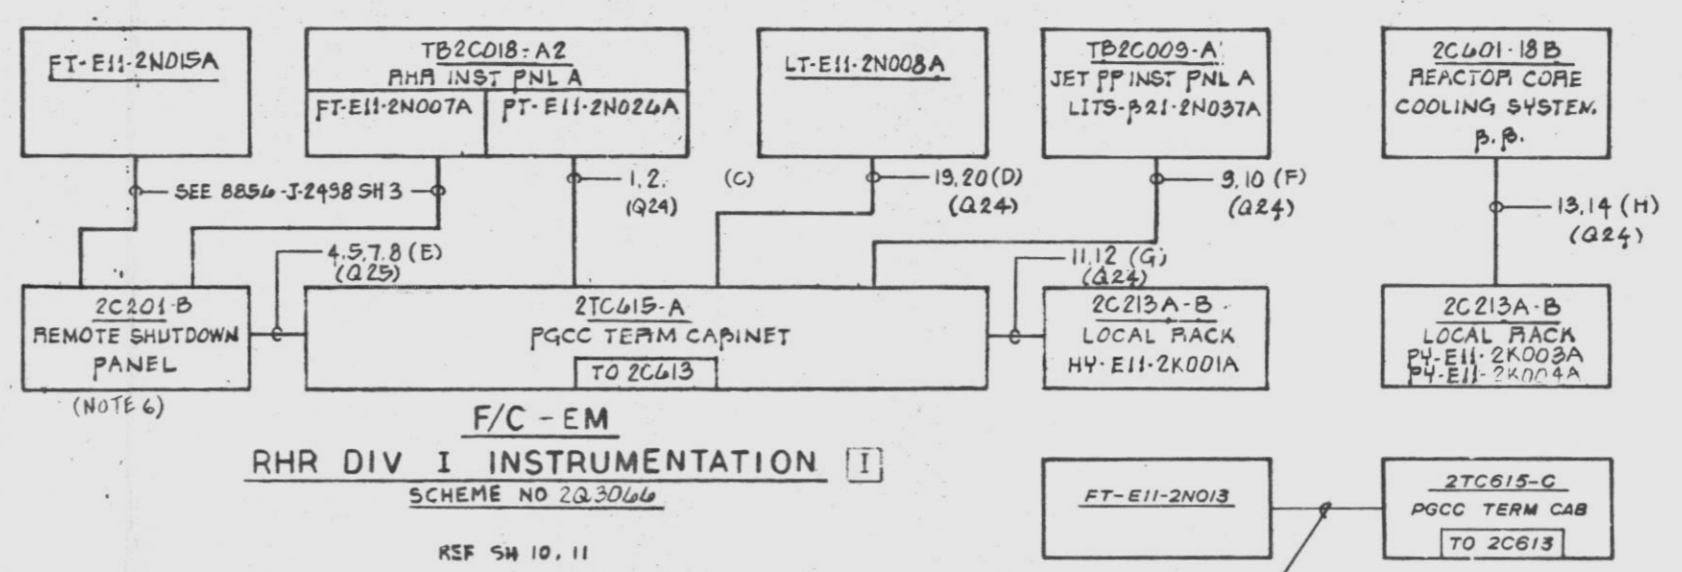 FT-E11-2N015A
TB2C018-A2
RHR INST PNL A
FT-E11-2N007A
PT-E11-2N026A
LT-E11-2N008A
TB2C009-A
JET PP INST PNL A
LITS-B21-2N037A
2C601-18B
REACTOR CORE
COOLING SYSTEM.
B.B.
SEE 8856-J-2498 SH 3
1,2. (C)
(Q24)
19,20 (D)
(Q24)
9,10 (F)
(Q24)
13,14 (H)
(Q24)
4,5,7,8 (E)
(Q25)
11,12 (G)
(Q24)
2C201-B
REMOTE SHUTDOWN
PANEL
(NOTE 6)
2TC615-A
PGCC TERM CABINET
TO 2C613
2C213A-B
LOCAL RACK
HY-E11-2K001A
2C213A-B
LOCAL RACK
PY-E11-2K003A
PY-E11-2K004A
F/C - EM
RHR DIV I INSTRUMENTATION I
SCHEME NO 2Q3066
REF SH 10, 11
FT-E11-2N013
2TC615-C
PGCC TERM CAB
TO 2C613